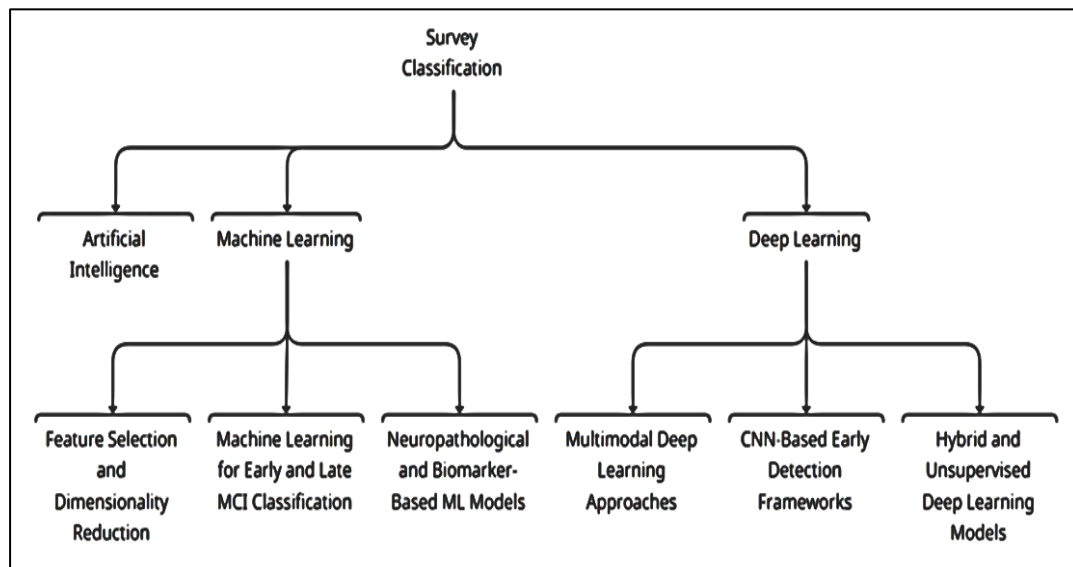 Survey
Classification
Artificial
Intelligence
Machine Learning
Deep Learning
Feature Selection
and
Dimensionality
Reduction
Machine Learning
for Early and Late
MCI Classification
Neuropathological
and Biomarker-
Based ML Models
Multimodal Deep
Learning
Approaches
CNN-Based Early
Detection
Frameworks
Hybrid and
Unsupervised
Deep Learning
Models